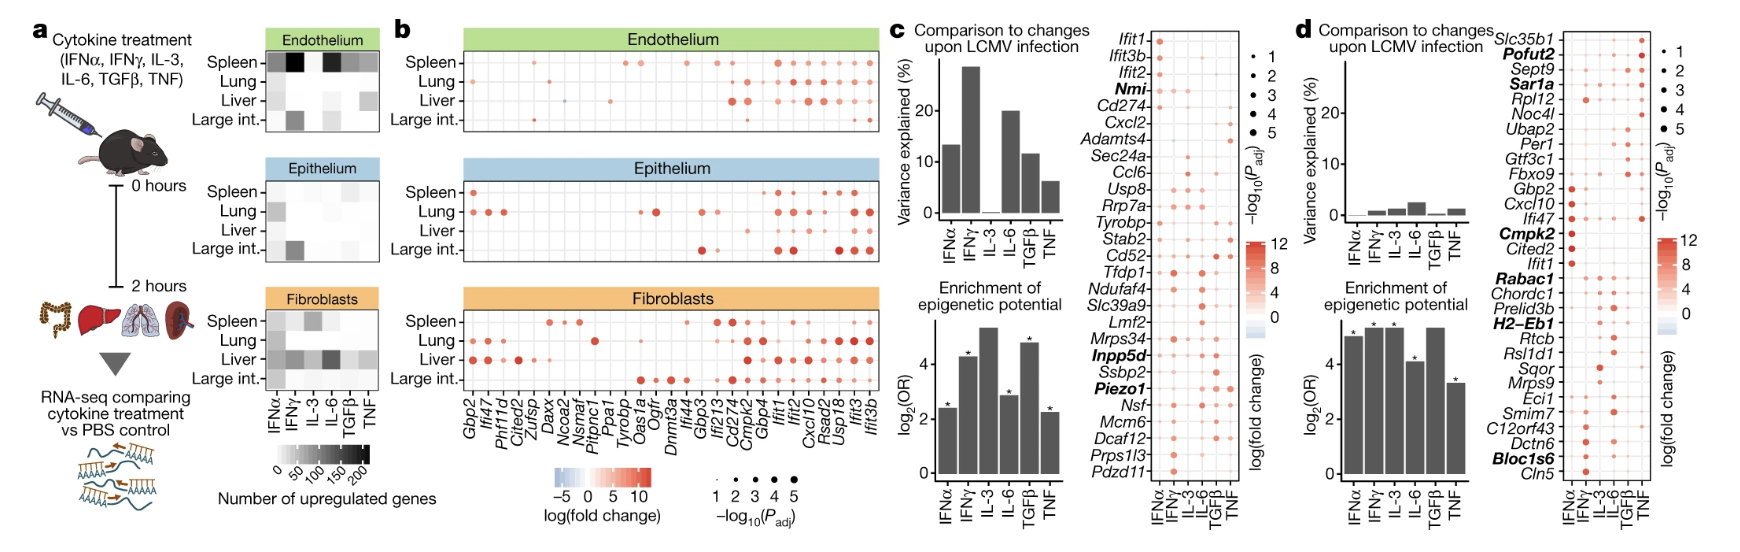 a
Cytokine treatment
(IFNα, IFNγ, IL-3,
IL-6, TGFβ, TNF)
0 hours
2 hours
RNA-seq comparing
cytokine treatment
vs PBS control
Endothelium
Spleen
Lung
Liver
Large int.
Epithelium
Spleen
Lung
Liver
Large int.
Fibroblasts
Spleen
Lung
Liver
Large int.
IFNα
IFNγ
IL-3
IL-6
TGFβ
TNF
0
50
100
150
200
Number of upregulated genes
b
Endothelium
Spleen
Lung
Liver
Large int.
Epithelium
Spleen
Lung
Liver
Large int.
Fibroblasts
Spleen
Lung
Liver
Large int.
Gbp2
Ifi47
Phf11d
Cited2
Zufsp
Daxx
Ncoa2
Nsmaf
Pitpnc1
Ppa1
Tyrobp
Oas1a
Ogfr
Dnmt3a
Ifi44
Gbp3
Ifi213
Cd274
Cmpk2
Gbp4
Ifit1
Ifit2
Cxcl10
Rsad2
Usp18
Ifit3
Ifit3b
−5 0 5 10
log(fold change)
1 2 3 4 5
−log10(Padj)
c
Comparison to changes
upon LCMV infection
Variance explained (%)
20
10
0
IFNα
IFNγ
IL-3
IL-6
TGFβ
TNF
Enrichment of
epigenetic potential
log2(OR)
4
2
0
* * * * *
IFNα
IFNγ
IL-3
IL-6
TGFβ
TNF
Ifit1
Ifit3b
Ifit2
Nmi
Cd274
Cxcl2
Adamts4
Sec24a
Ccl6
Usp8
Rrp7a
Tyrobp
Stab2
Cd52
Tfdp1
Ndufaf4
Slc39a9
Lmf2
Mrps34
Inpp5d
Ssbp2
Piezo1
Nsf
Mcm6
Dcaf12
Prps1l3
Pdzd11
IFNα
IFNγ
IL-3
IL-6
TGFβ
TNF
1
2
3
4
5
−log10(Padj)
12
8
4
0
log(fold change)
d
Comparison to changes
upon LCMV infection
Variance explained (%)
20
10
0
IFNα
IFNγ
IL-3
IL-6
TGFβ
TNF
Enrichment of
epigenetic potential
log2(OR)
4
2
0
* * * * *
IFNα
IFNγ
IL-3
IL-6
TGFβ
TNF
Slc35b1
Pofut2
Sept9
Sar1a
Rpl12
Noc4l
Ubap2
Per1
Gtf3c1
Fbxo9
Gbp2
Cxcl10
Ifi47
Cmpk2
Cited2
Ifit1
Rabac1
Chordc1
Prelid3b
H2−Eb1
Rtcb
Rsl1d1
Sqor
Mrps9
Eci1
Smim7
C12orf43
Dctn6
Bloc1s6
Cln5
IFNα
IFNγ
IL-3
IL-6
TGFβ
TNF
1
2
3
4
5
−log10(Padj)
12
8
4
0
log(fold change)